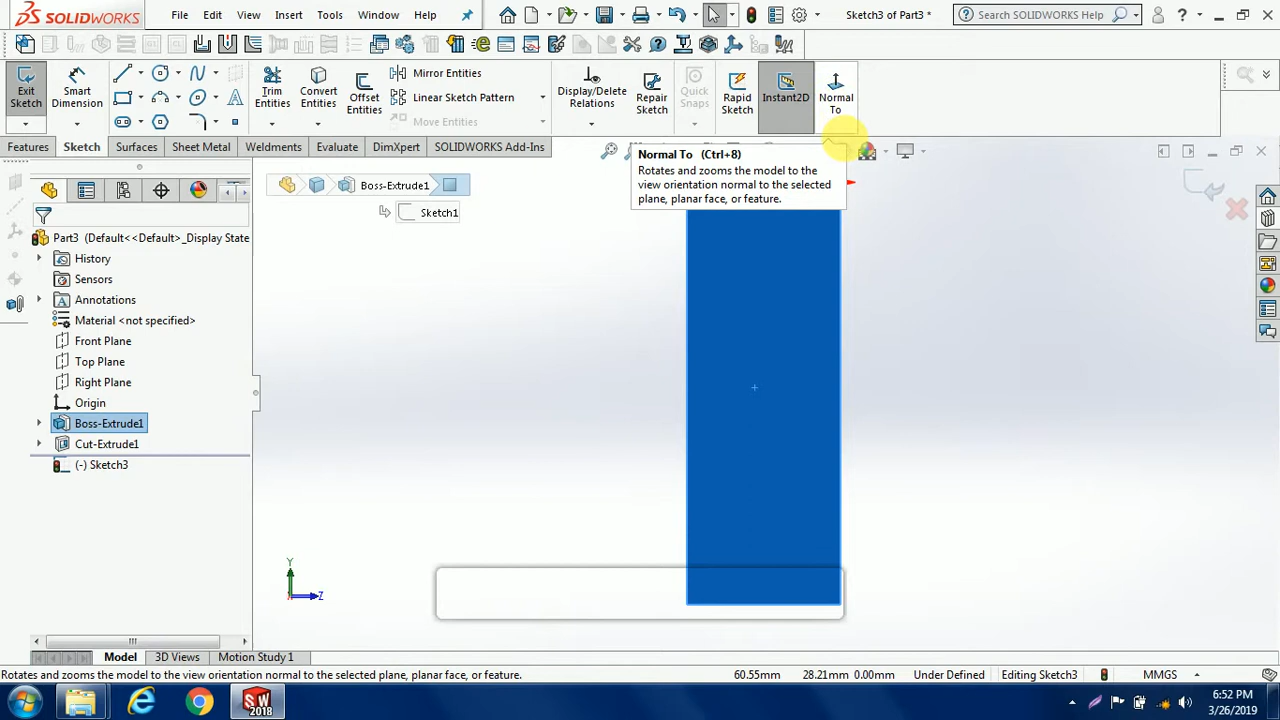 SOLIDWORKS
File Edit View Insert Tools Window Help
Sketch3 of Part3 *
Search SOLIDWORKS Help
Exit Sketch
Smart Dimension
Trim Entities
Convert Entities
Offset Entities
Mirror Entities
Linear Sketch Pattern
Move Entities
Display/Delete Relations
Repair Sketch
Quick Snaps
Rapid Sketch
Instant2D
Normal To
Features Sketch Surfaces Sheet Metal Weldments Evaluate DimXpert SOLIDWORKS Add-Ins
Normal To (Ctrl+8)
Rotates and zooms the model to the
view orientation normal to the selected
plane, planar face, or feature.
Boss-Extrude1
Sketch1
Part3 (Default<<Default>_Display State
History
Sensors
Annotations
Material <not specified>
Front Plane
Top Plane
Right Plane
Origin
Boss-Extrude1
Cut-Extrude1
(-) Sketch3
Y
Z
Model 3D Views Motion Study 1
Rotates and zooms the model to the view orientation normal to the selected plane, planar face, or feature. 60.55mm 28.21mm 0.00mm Under Defined Editing Sketch3 MMGS
SW 2018
6:52 PM
3/26/2019